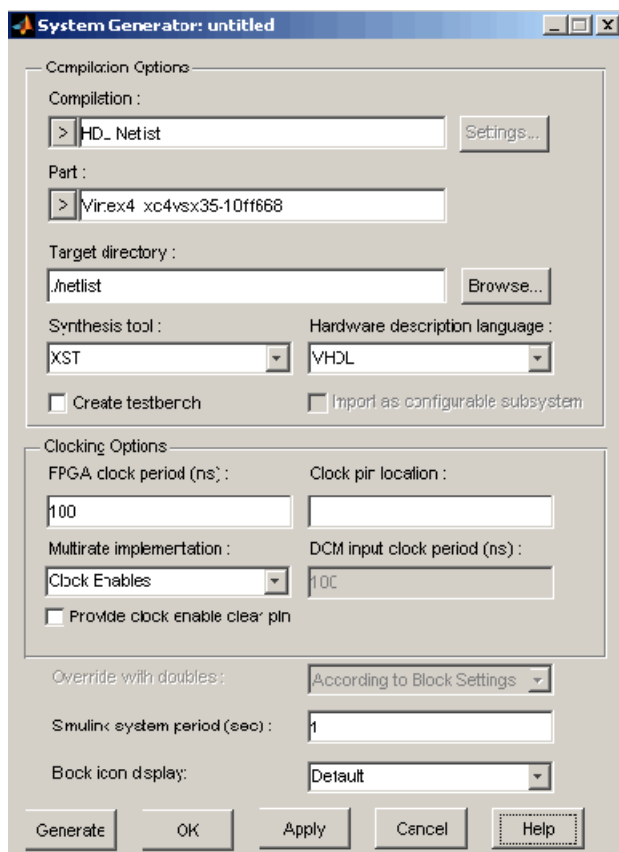 System Generator: untitled
Compilation Options
Compilation :
> HDL Netlist
Settings...
Part :
> Virtex4 xc4vsx35-10ff668
Target directory :
./netlist
Browse...
Synthesis tool :
Hardware description language :
XST
VHDL
Create testbench
Import as configurable subsystem
Clocking Options
FPGA clock period (ns) :
Clock pin location :
100
Multirate implementation :
DCM input clock period (ns) :
Clock Enables
100
Provide clock enable clear pin
Override with doubles :
According to Block Settings
Simulink system period (sec) :
1
Block icon display:
Default
Generate
OK
Apply
Cancel
Help